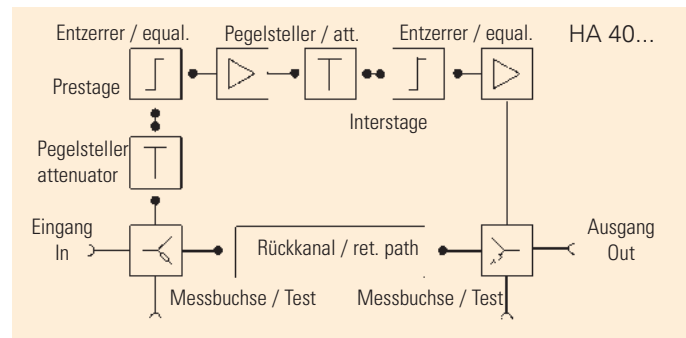 Entzerrer / equal. Pegelsteller / att. Entzerrer / equal. HA 40...
Prestage
Interstage
Pegelsteller
attenuator
Eingang
In
Rückkanal / ret. path
Ausgang
Out
Messbuchse / Test Messbuchse / Test